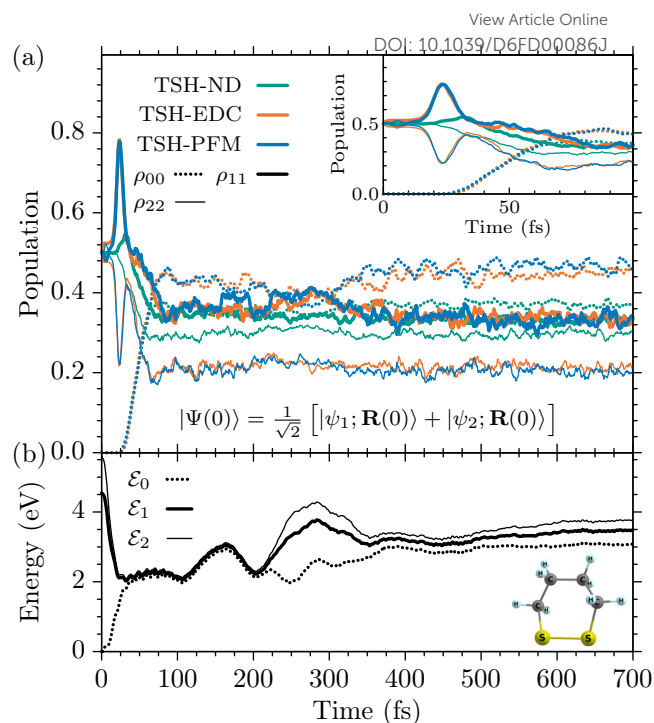 View Article Online
DOI: 10.1039/D6FD00086J
(a)
TSH-ND
TSH-EDC
TSH-PFM
ρ00 ρ11
ρ22
Population
0.8
0.6
0.4
0.2
0.0
Population
0.5
0.0
50
Time (fs)
|Ψ(0)⟩ = 1/√2 [|ψ1; R(0)⟩ + |ψ2; R(0)⟩]
(b)
ℰ0
ℰ1
ℰ2
Energy (eV)
4
2
0
H H
H H
C C
H H
H C C H
S S
0 100 200 300 400 500 600 700
Time (fs)